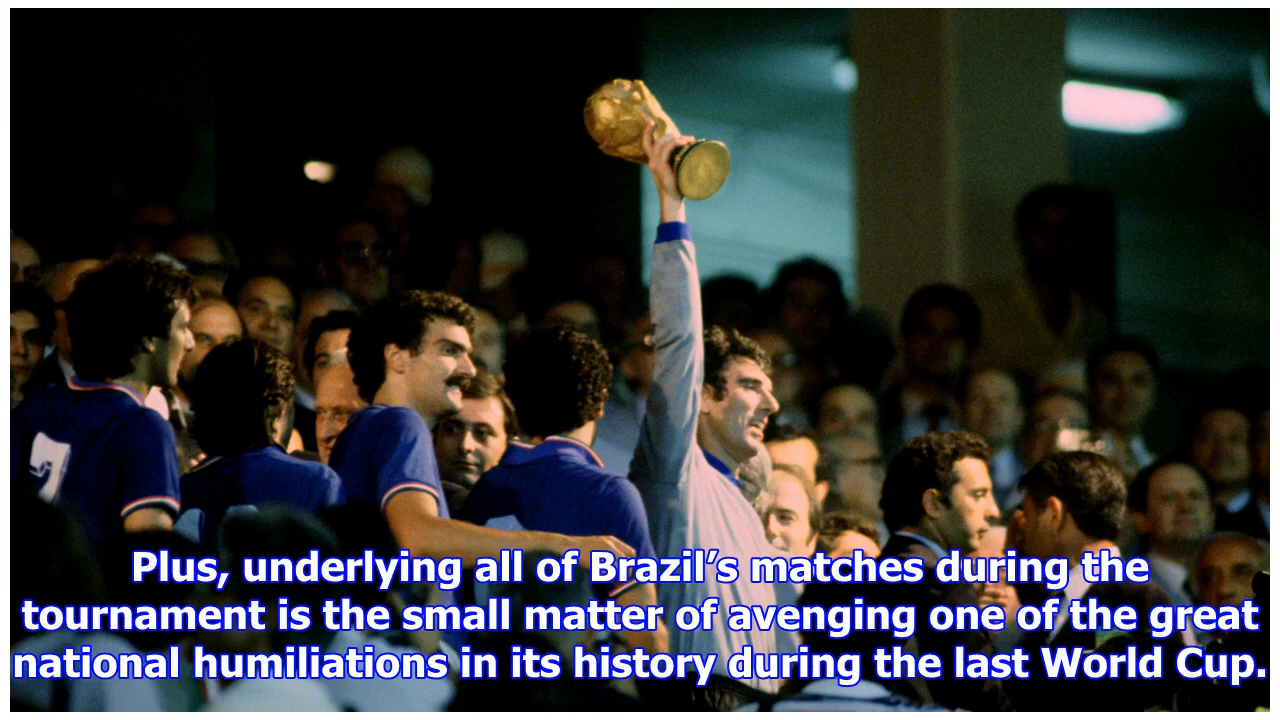 7
Plus, underlying all of Brazil’s matches during the
tournament is the small matter of avenging one of the great
national humiliations in its history during the last World Cup.